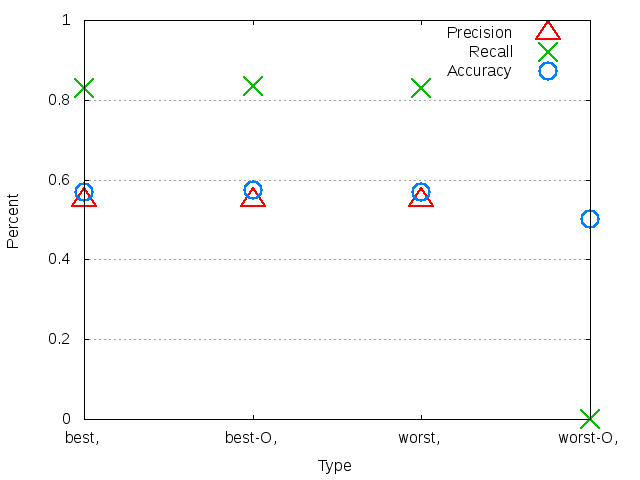 1
Precision
Recall
Accuracy
0.8
0.6
0.4
0.2
0
Percent
best,
best-O,
worst,
worst-O,
Type